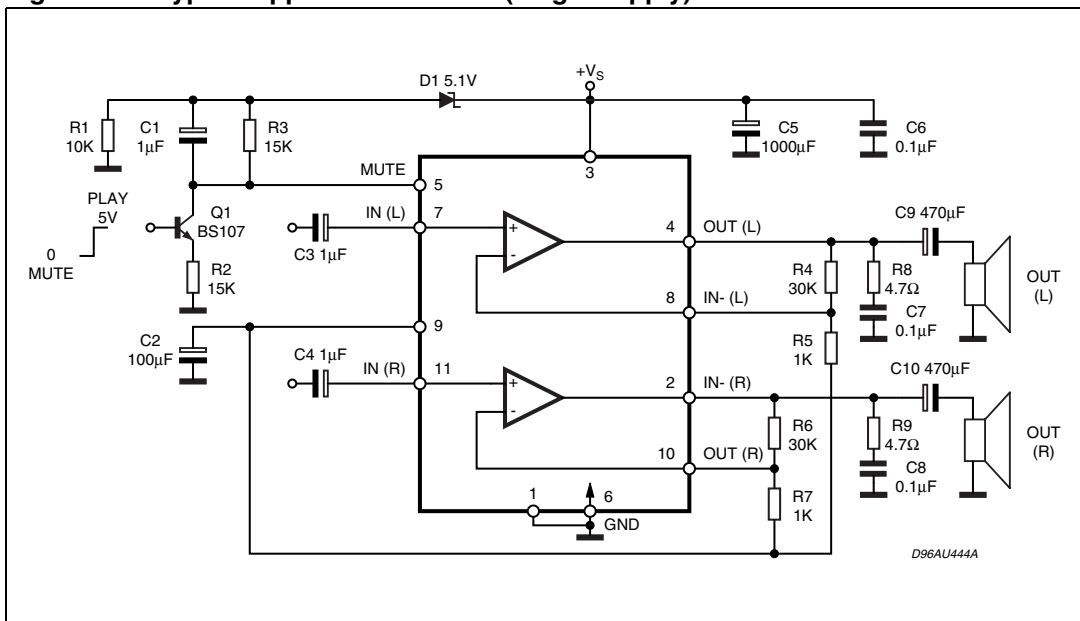 +VS
D1 5.1V
R1
10K
C1
1µF
R3
15K
C5
1000µF
C6
0.1µF
MUTE
3
5
PLAY
5V
0
MUTE
Q1
BS107
IN (L)
7
C3 1µF
+
-
4
OUT (L)
C9 470µF
R2
15K
R4
30K
R8
4.7Ω
OUT
(L)
8
IN- (L)
C7
0.1µF
9
C2
100µF
R5
1K
C4 1µF
IN (R)
11
+
-
2
IN- (R)
C10 470µF
R6
30K
R9
4.7Ω
OUT
(R)
10
OUT (R)
C8
0.1µF
R7
1K
1
6
GND
D96AU444A